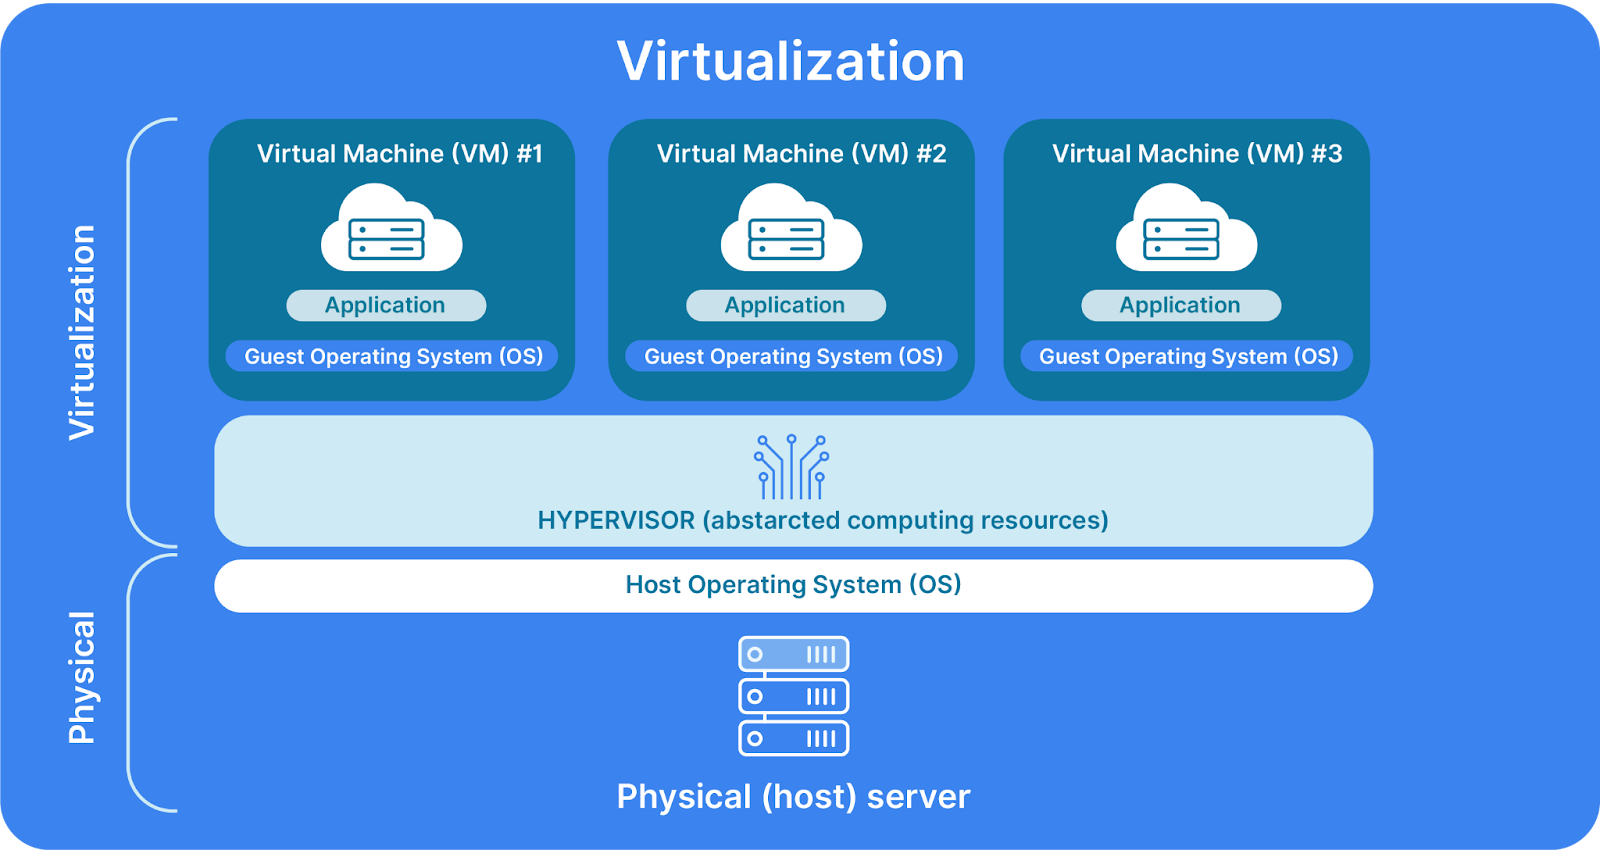 Virtualization
Virtualization
Virtual Machine (VM) #1
Application
Guest Operating System (OS)
Virtual Machine (VM) #2
Application
Guest Operating System (OS)
Virtual Machine (VM) #3
Application
Guest Operating System (OS)
HYPERVISOR (abstarcted computing resources)
Physical
Host Operating System (OS)
Physical (host) server